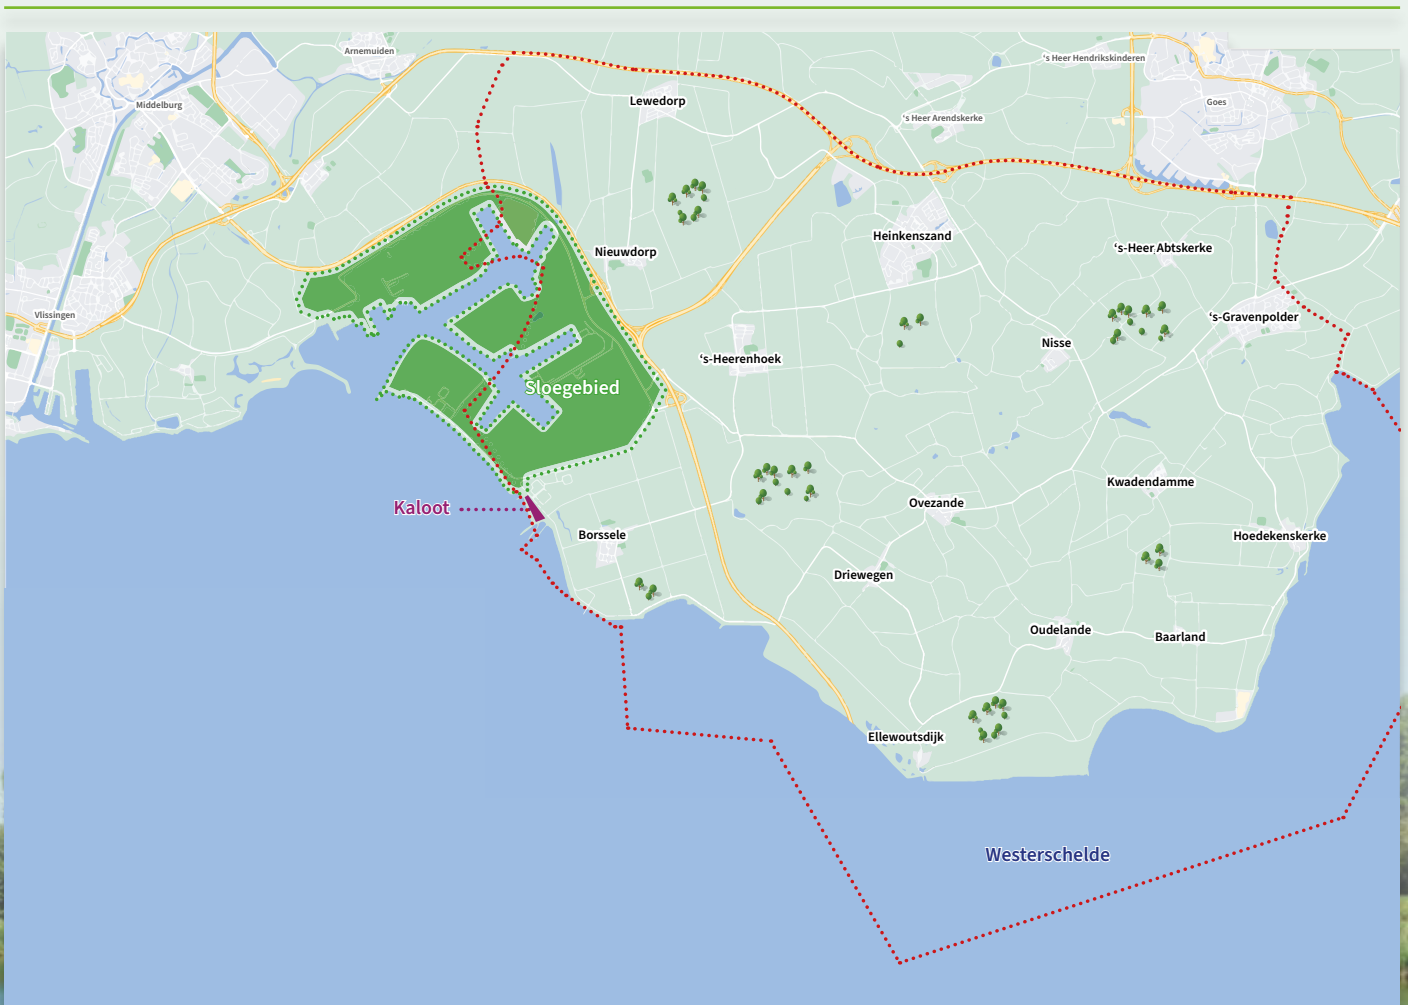 Arnemuiden
's Heer Hendrikskinderen
Lewedorp
Goes
Middelburg
's Heer Arendskerke
Heinkenszand
‘s-Heer Abtskerke
Nieuwdorp
Vlissingen
‘s-Gravenpolder
Nisse
‘s-Heerenhoek
Sloegebied
Kwadendamme
Ovezande
Kaloot
Borssele
Hoedekenskerke
Driewegen
Oudelande
Baarland
Ellewoutsdijk
Westerschelde